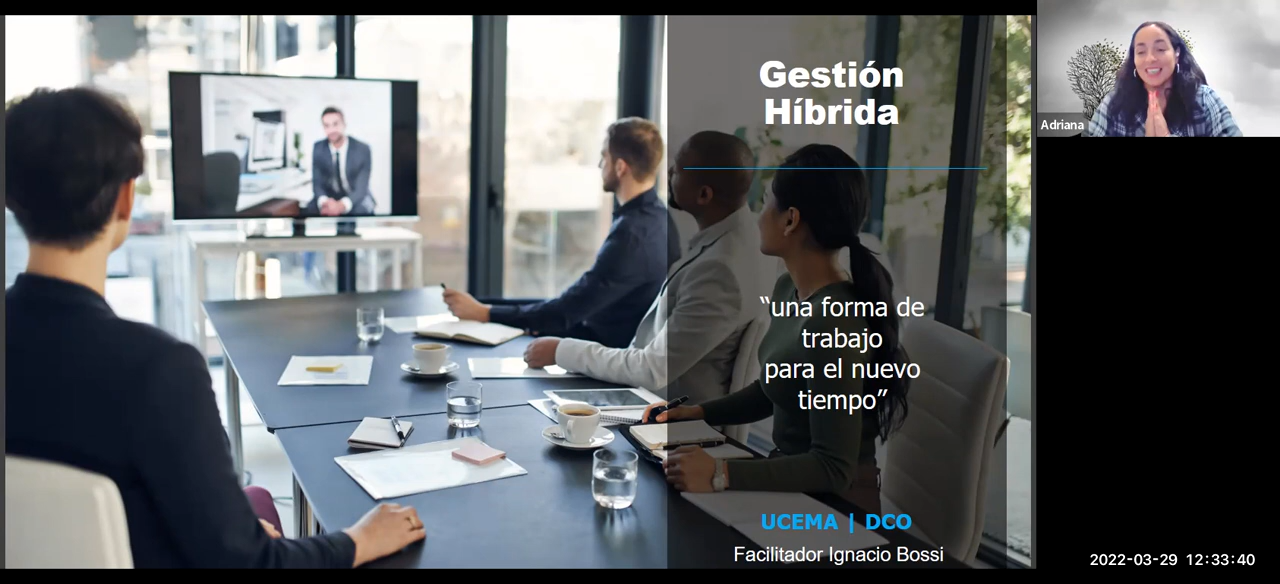 Gestión
Híbrida
“una forma de
trabajo
para el nuevo
tiempo”
UCEMA | DCO
Facilitador Ignacio Bossi
Adriana
2022-03-29 12:33:40